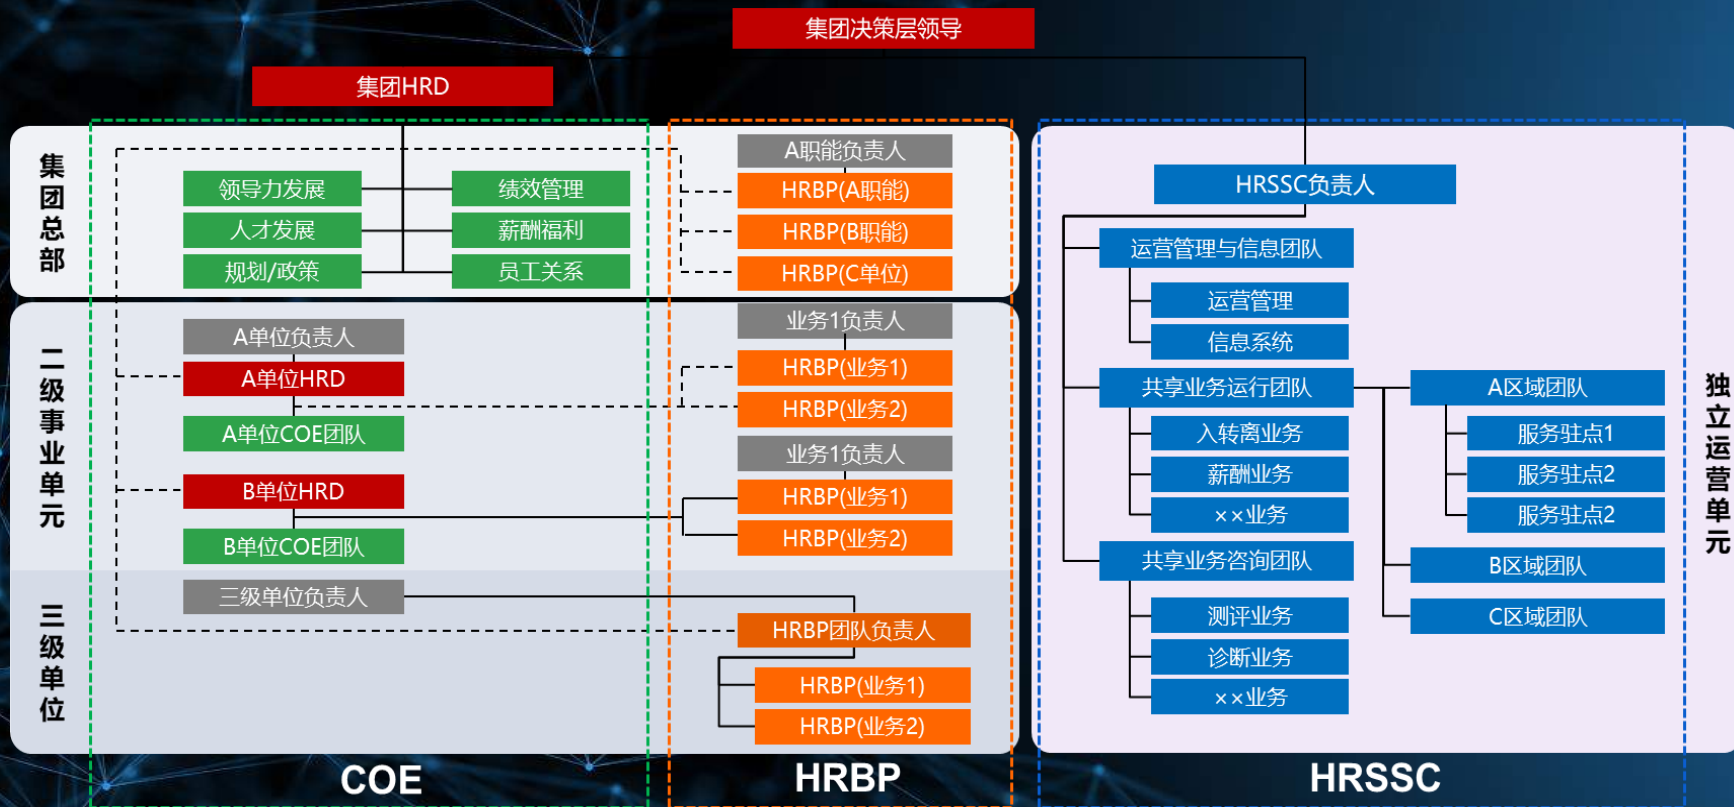 集团决策层领导
集团HRD
集团总部
领导力发展
绩效管理
人才发展
薪酬福利
规划/政策
员工关系
A职能负责人
HRBP(A职能)
HRBP(B职能)
HRBP(C单位)
二级事业单元
A单位负责人
A单位HRD
A单位COE团队
B单位HRD
B单位COE团队
业务1负责人
HRBP(业务1)
HRBP(业务2)
业务1负责人
HRBP(业务1)
HRBP(业务2)
三级单位
三级单位负责人
HRBP团队负责人
HRBP(业务1)
HRBP(业务2)
HRSSC负责人
运营管理与信息团队
运营管理
信息系统
共享业务运行团队
入转离业务
薪酬业务
××业务
共享业务咨询团队
测评业务
诊断业务
××业务
A区域团队
服务驻点1
服务驻点2
服务驻点2
B区域团队
C区域团队
独立运营单元
COE
HRBP
HRSSC